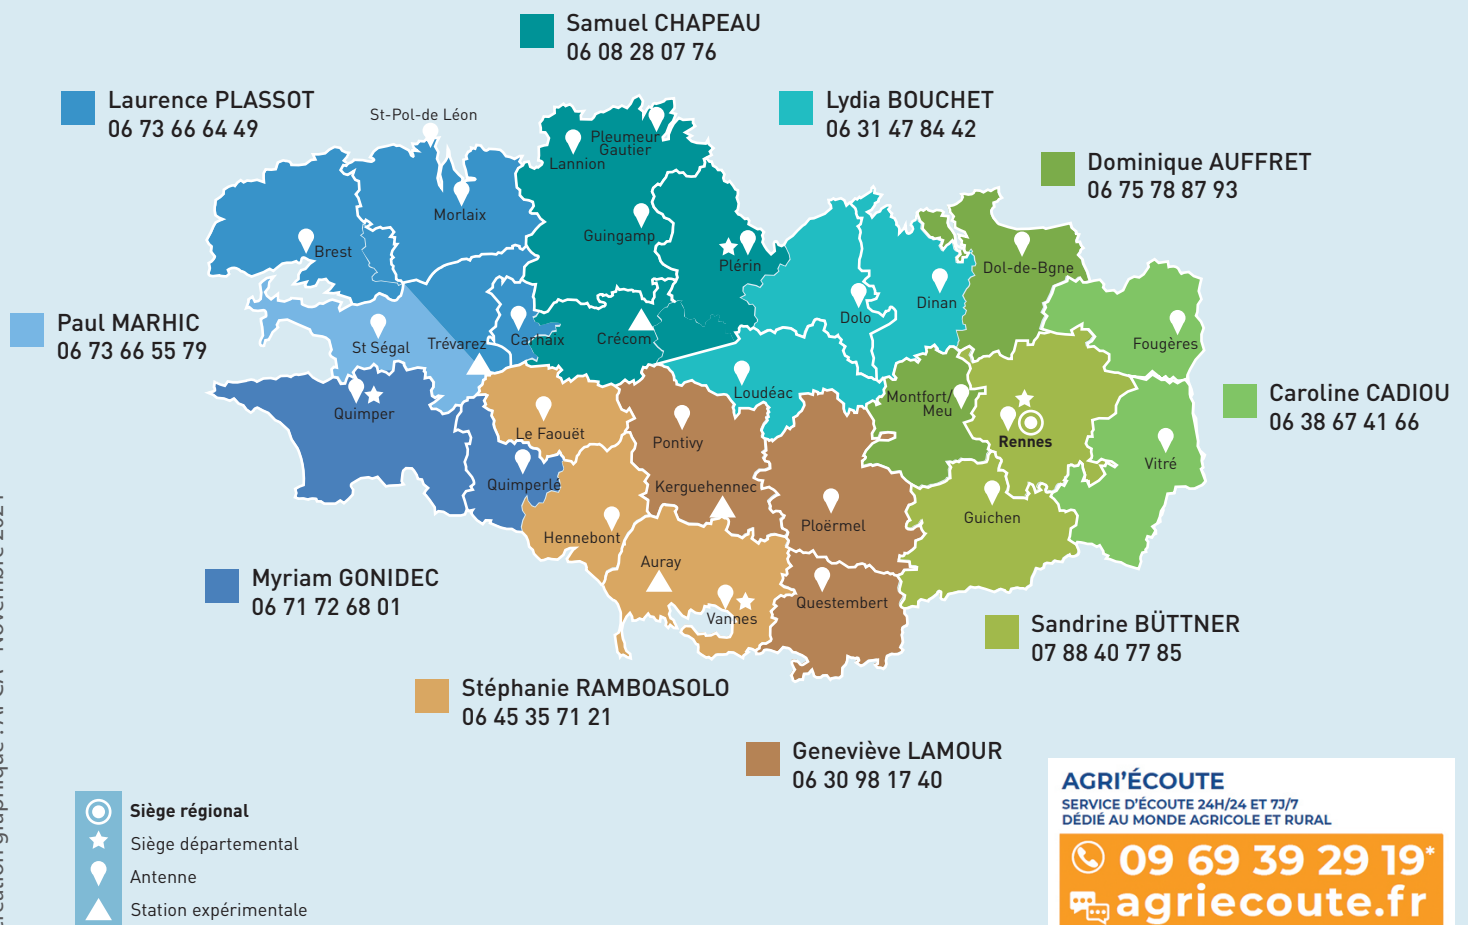 Samuel CHAPEAU
06 08 28 07 76
Laurence PLASSOT
06 73 66 64 49
Lydia BOUCHET
06 31 47 84 42
Dominique AUFFRET
06 75 78 87 93
Paul MARHIC
06 73 66 55 79
Caroline CADIOU
06 38 67 41 66
Myriam GONIDEC
06 71 72 68 01
Sandrine BÜTTNER
07 88 40 77 85
Stéphanie RAMBOASOLO
06 45 35 71 21
Geneviève LAMOUR
06 30 98 17 40
St-Pol-de Léon
Pleumeur
Gautier
Lannion
Morlaix
Guingamp
Brest
Plérin
Dol-de-Bgne
Dinan
Dolo
Fougères
St Ségal
Trévarez
Carhaix
Crécom
Loudéac
Montfort/
Meu
Quimper
Le Faouët
Pontivy
Rennes
Vitré
Quimperlé
Kerguehennec
Ploërmel
Guichen
Hennebont
Auray
Vannes
Questembert
Siège régional
Siège départemental
Antenne
Station expérimentale
AGRI'ÉCOUTE
SERVICE D'ÉCOUTE 24H/24 ET 7J/7
DÉDIÉ AU MONDE AGRICOLE ET RURAL
09 69 39 29 19*
agriecoute.fr